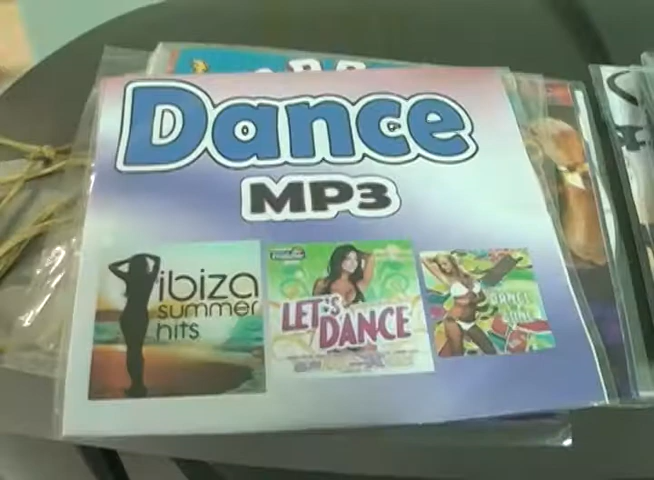 Dance
MP3
ibiza
summer
hits
LET'S
DANCE
DANCE